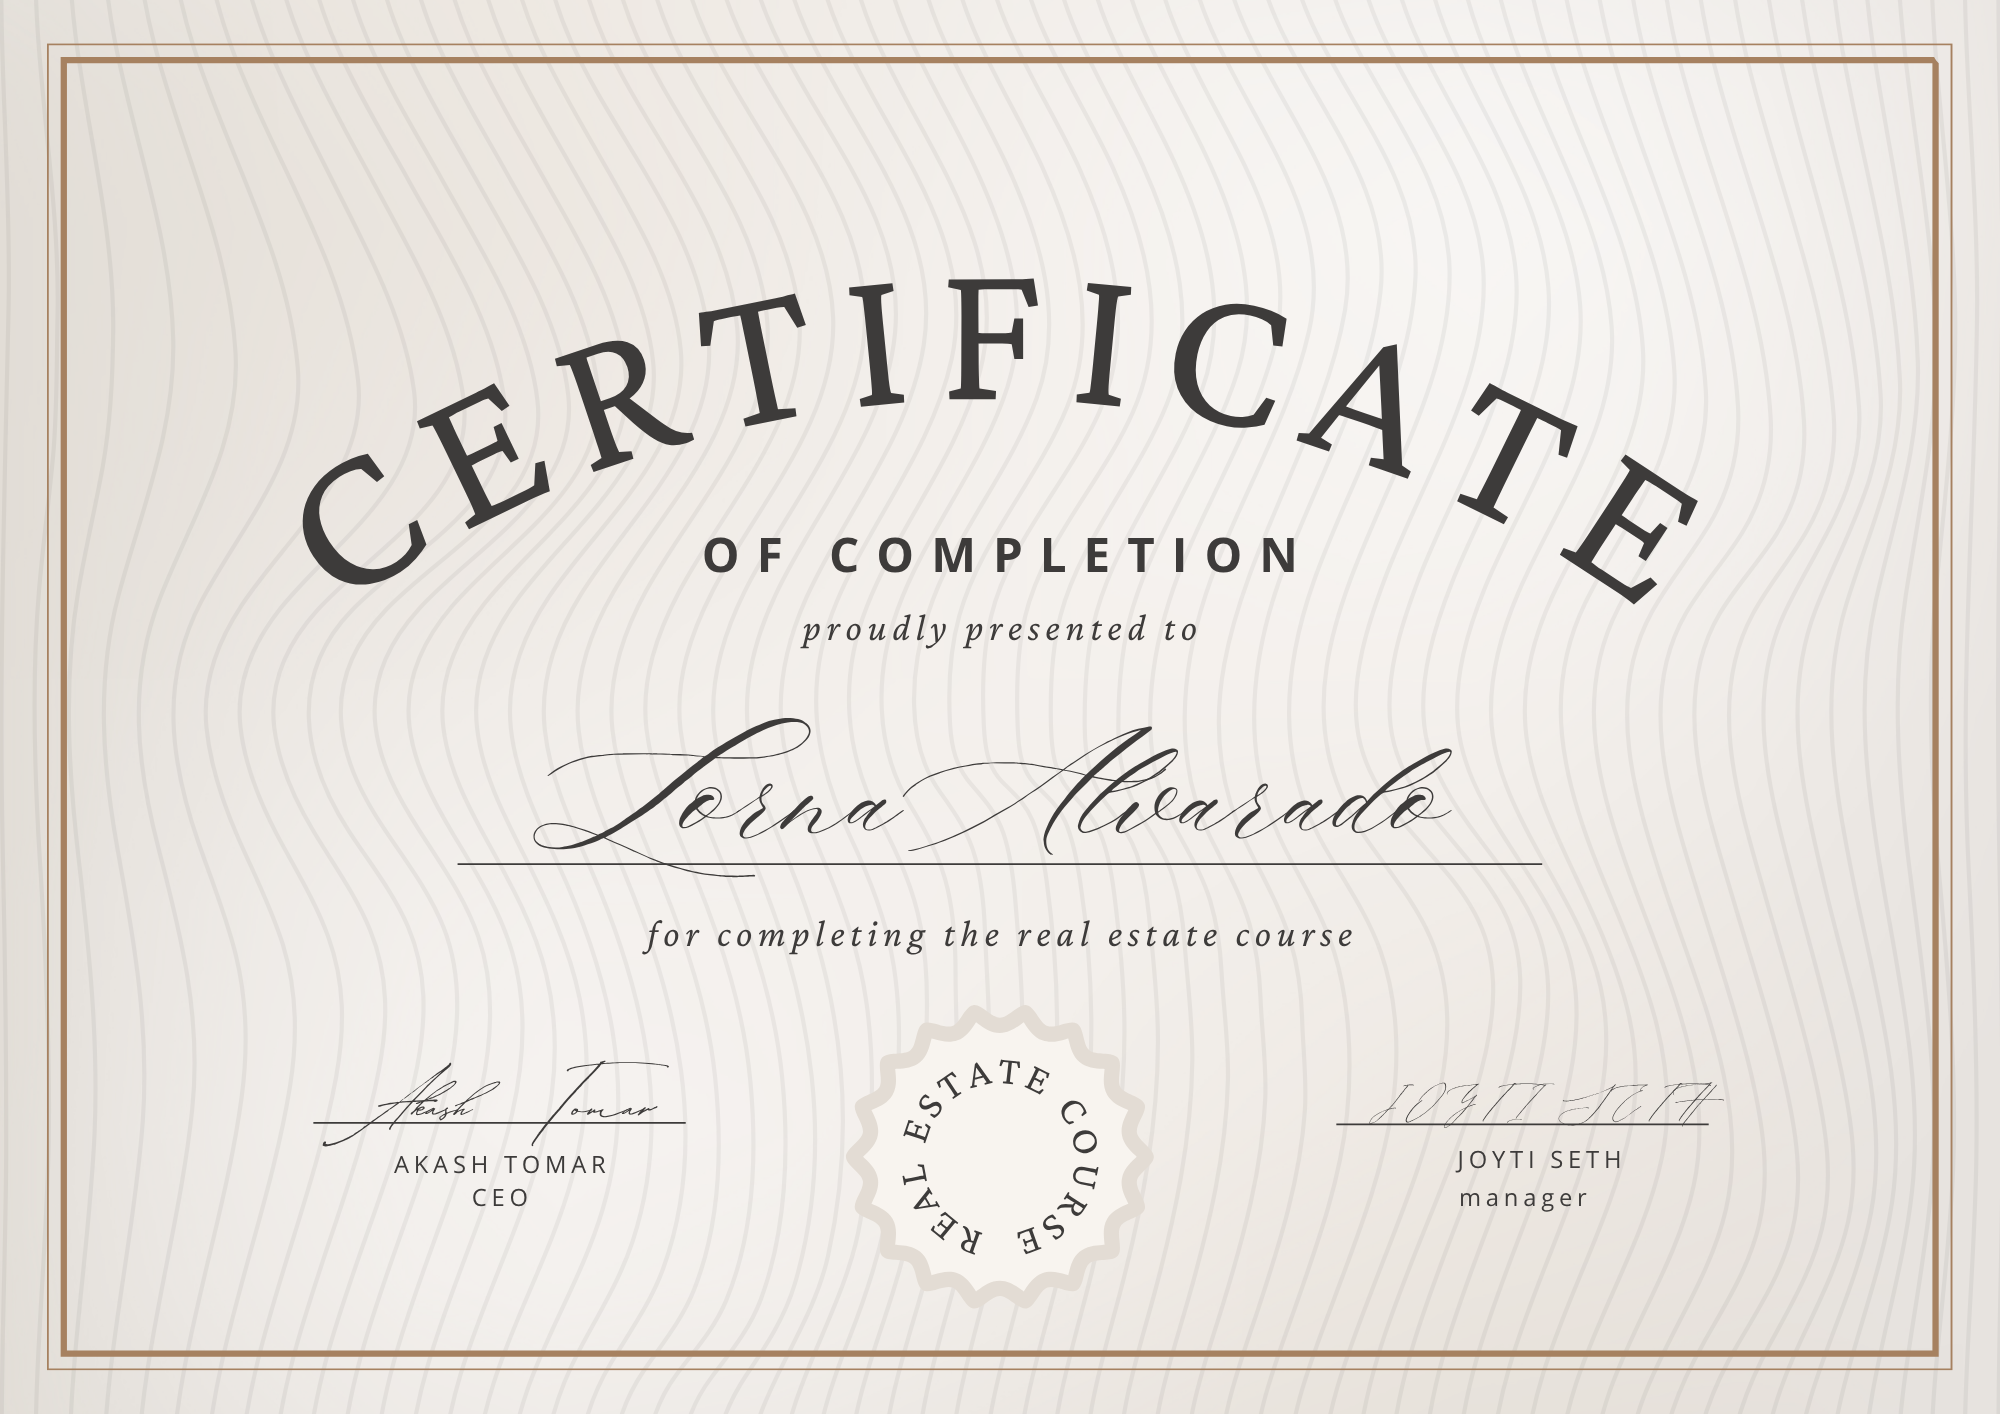 CERTIFICATE
OF COMPLETION
proudly presented to
Lorna Alvarado
for completing the real estate course
Akash Tomar
AKASH TOMAR
CEO
REAL ESTATE COURSE
JOYTI SETH
JOYTI SETH
manager